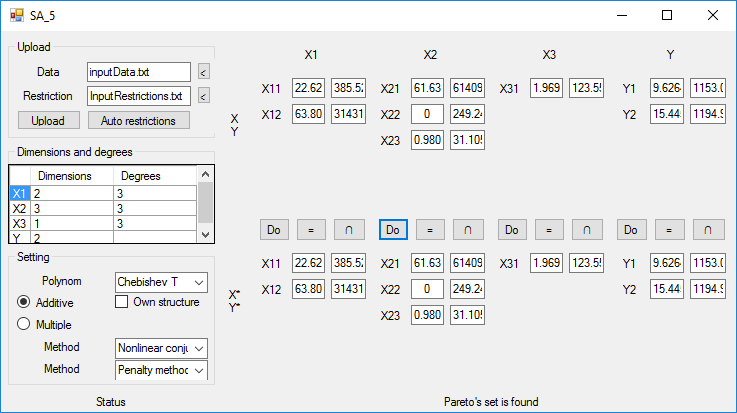 SA_5
Upload
Data inputData.txt <
Restriction InputRestrictions.txt <
Upload Auto restrictions
Dimensions and degrees
Dimensions Degrees
X1 2 3
X2 3 3
X3 1 3
Y 2
Setting
Polynom Chebishev T
Additive Own structure
Multiple
Method Nonlinear conju
Method Penalty method
Status
X1 X2 X3 Y
X
Y
X11 22.62 385.52 X21 61.63 61409 X31 1.969 123.55 Y1 9.626 1153.0
X12 63.80 31431 X22 0 249.24 Y2 15.445 1194.9
X23 0.980 31.105
Do = ∩ Do = ∩ Do = ∩ Do = ∩
X*
Y*
X11 22.62 385.52 X21 61.63 61409 X31 1.969 123.55 Y1 9.626 1153.0
X12 63.80 31431 X22 0 249.24 Y2 15.445 1194.9
X23 0.980 31.105
Pareto's set is found